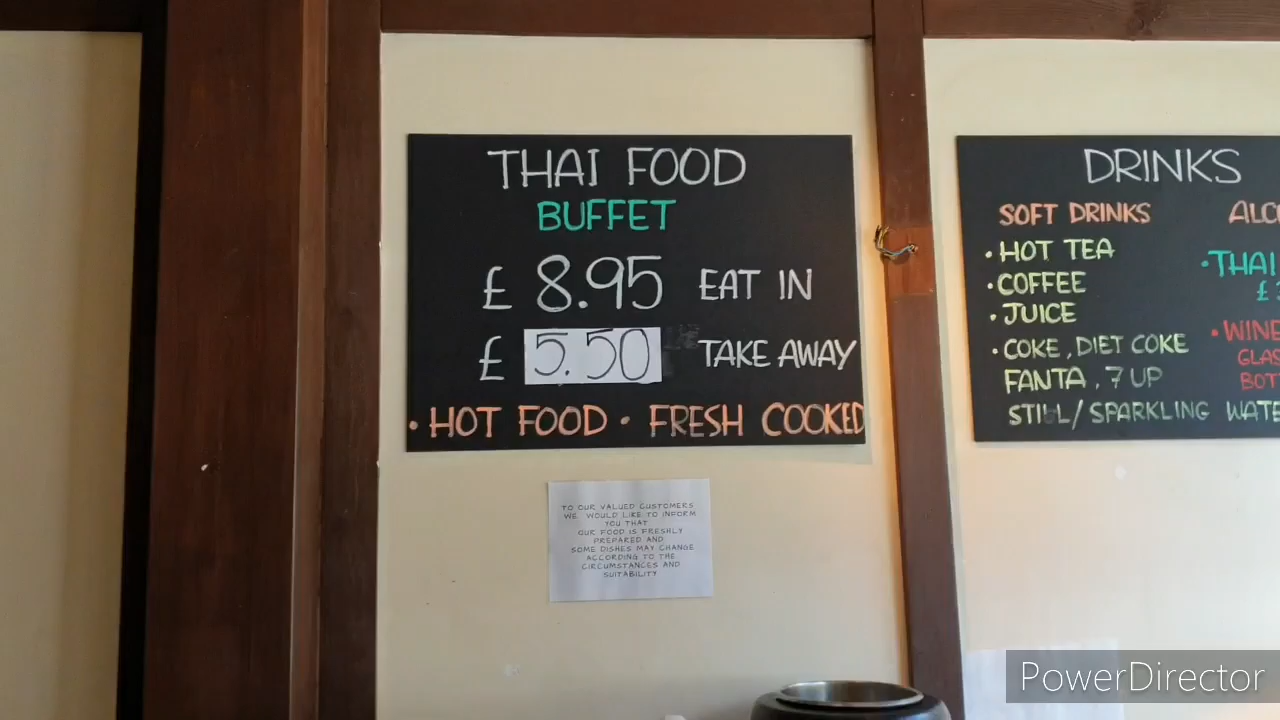 THAI FOOD
BUFFET
£ 8.95 EAT IN
£ 5.50 TAKE AWAY
• HOT FOOD • FRESH COOKED
TO OUR VALUED CUSTOMERS
WE WOULD LIKE TO INFORM
YOU THAT
OUR FOOD IS FRESHLY
PREPARED AND
SOME DISHES MAY CHANGE
ACCORDING TO THE
CIRCUMSTANCES AND
SUITABILITY
DRINKS
SOFT DRINKS
• HOT TEA
• COFFEE
• JUICE
• COKE, DIET COKE
FANTA, 7 UP
STILL/SPARKLING
• THAI
£
• WINE
PowerDirector